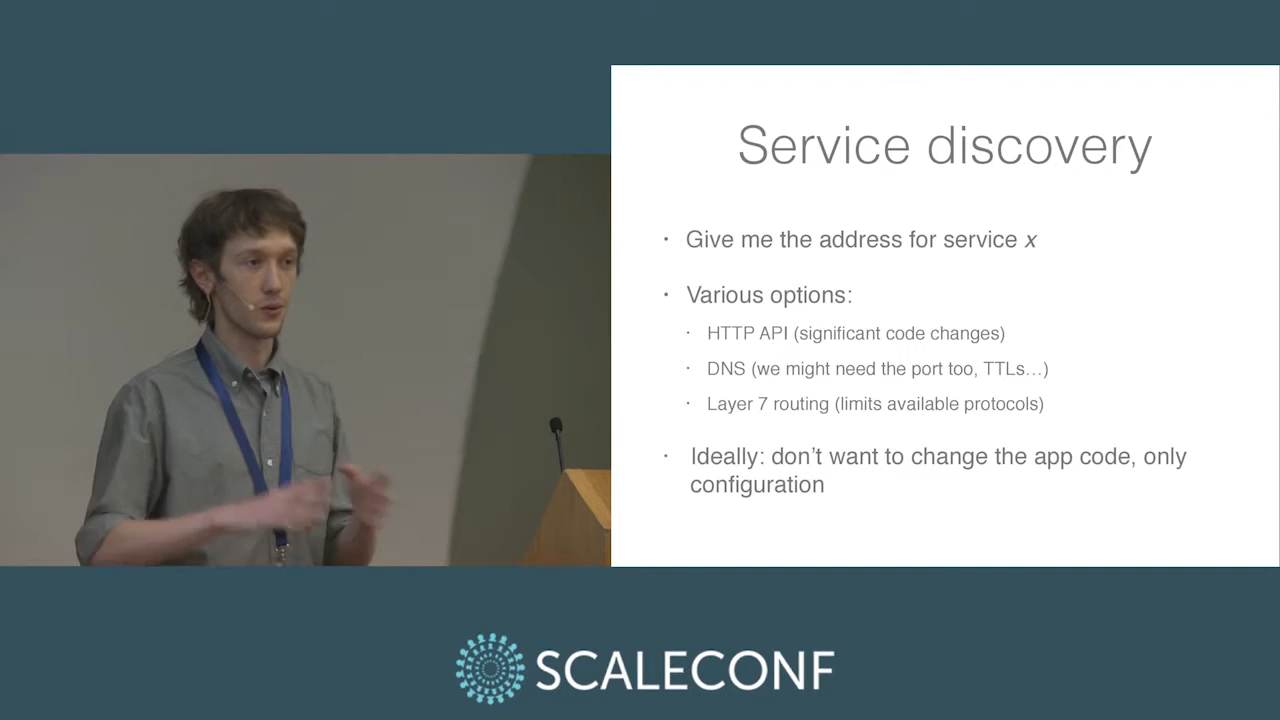 Service discovery
· Give me the address for service x
· Various options:
· HTTP API (significant code changes)
· DNS (we might need the port too, TTLs…)
· Layer 7 routing (limits available protocols)
· Ideally: don’t want to change the app code, only
configuration
SCALECONF